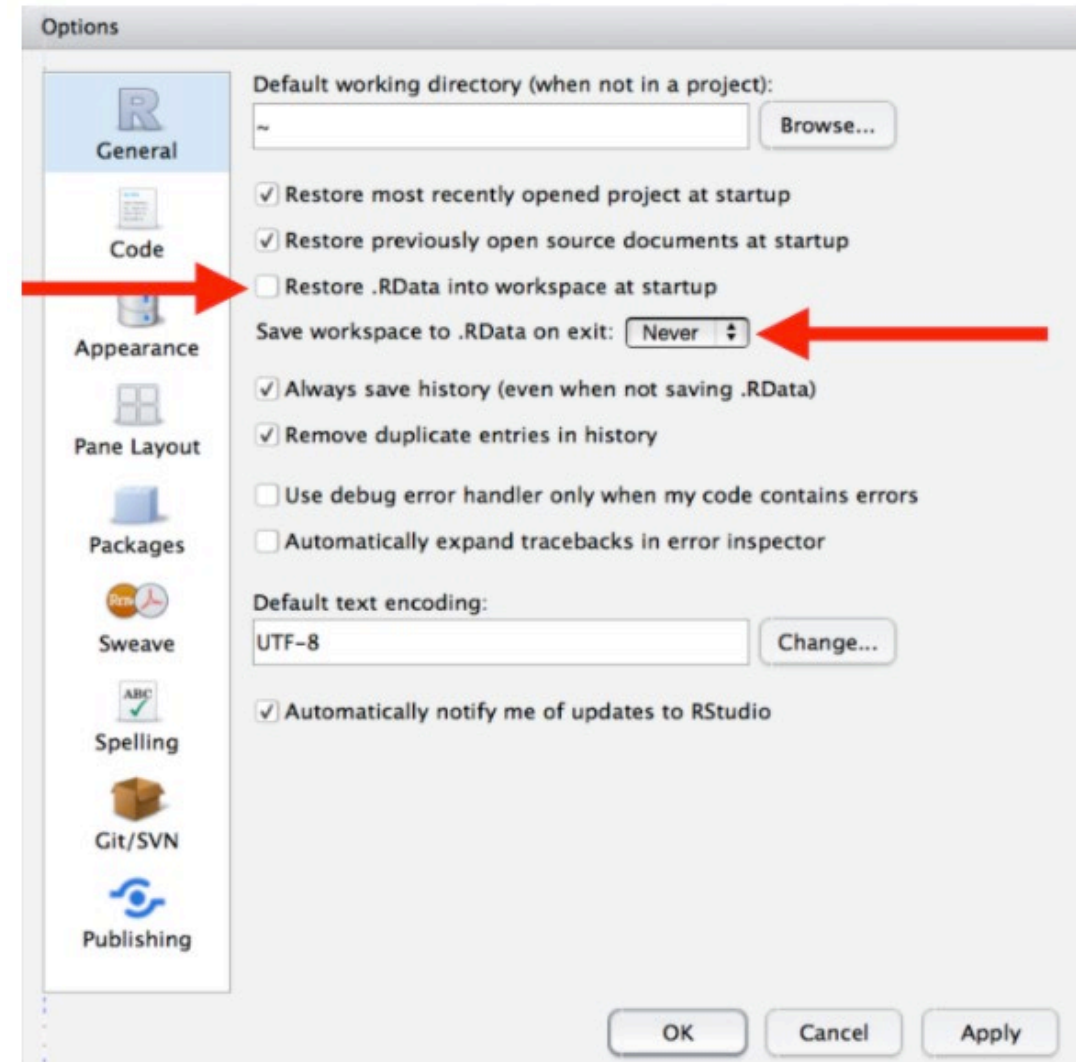 Options
General
Code
Appearance
Pane Layout
Packages
Sweave
ABC
Spelling
Git/SVN
Publishing
Default working directory (when not in a project):
~
Browse...
Restore most recently opened project at startup
Restore previously open source documents at startup
Restore .RData into workspace at startup
Save workspace to .RData on exit: Never
Always save history (even when not saving .RData)
Remove duplicate entries in history
Use debug error handler only when my code contains errors
Automatically expand tracebacks in error inspector
Default text encoding:
UTF-8
Change...
Automatically notify me of updates to RStudio
OK
Cancel
Apply